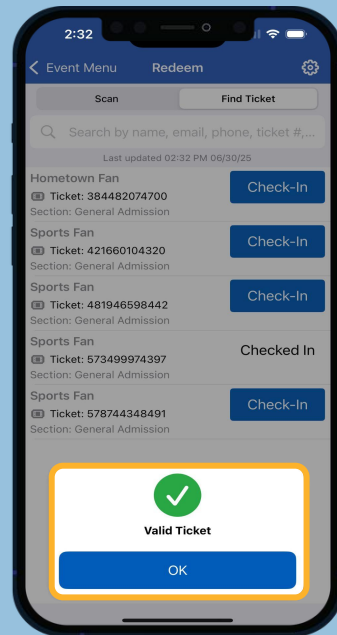 2:32
Event Menu Redeem
Scan Find Ticket
Search by name, email, phone, ticket #,...
Last updated 02:32 PM 06/30/25
Hometown Fan
Ticket: 384482074700
Section: General Admission
Check-In
Sports Fan
Ticket: 421660104320
Section: General Admission
Check-In
Sports Fan
Ticket: 481946598442
Section: General Admission
Check-In
Sports Fan
Ticket: 573499974397
Section: General Admission
Checked In
Sports Fan
Ticket: 578744348491
Section: General Admission
Check-In
Valid Ticket
OK